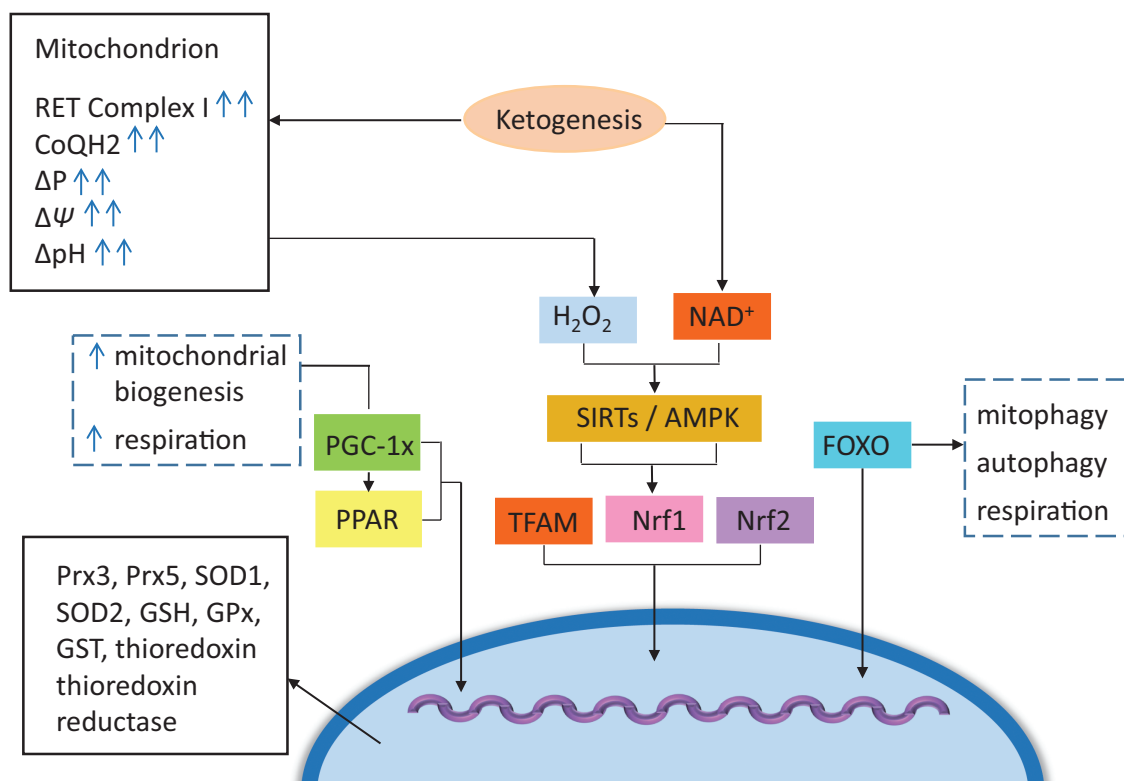 Mitochondrion
RET Complex I ↑↑
CoQH2 ↑↑
ΔP ↑↑
ΔΨ ↑↑
ΔpH ↑↑
Ketogenesis
H₂O₂
NAD⁺
↑ mitochondrial
biogenesis
↑ respiration
PGC-1x
PPAR
SIRTs / AMPK
TFAM
Nrf1
Nrf2
FOXO
mitophagy
autophagy
respiration
Prx3, Prx5, SOD1,
SOD2, GSH, GPx,
GST, thioredoxin
thioredoxin
reductase